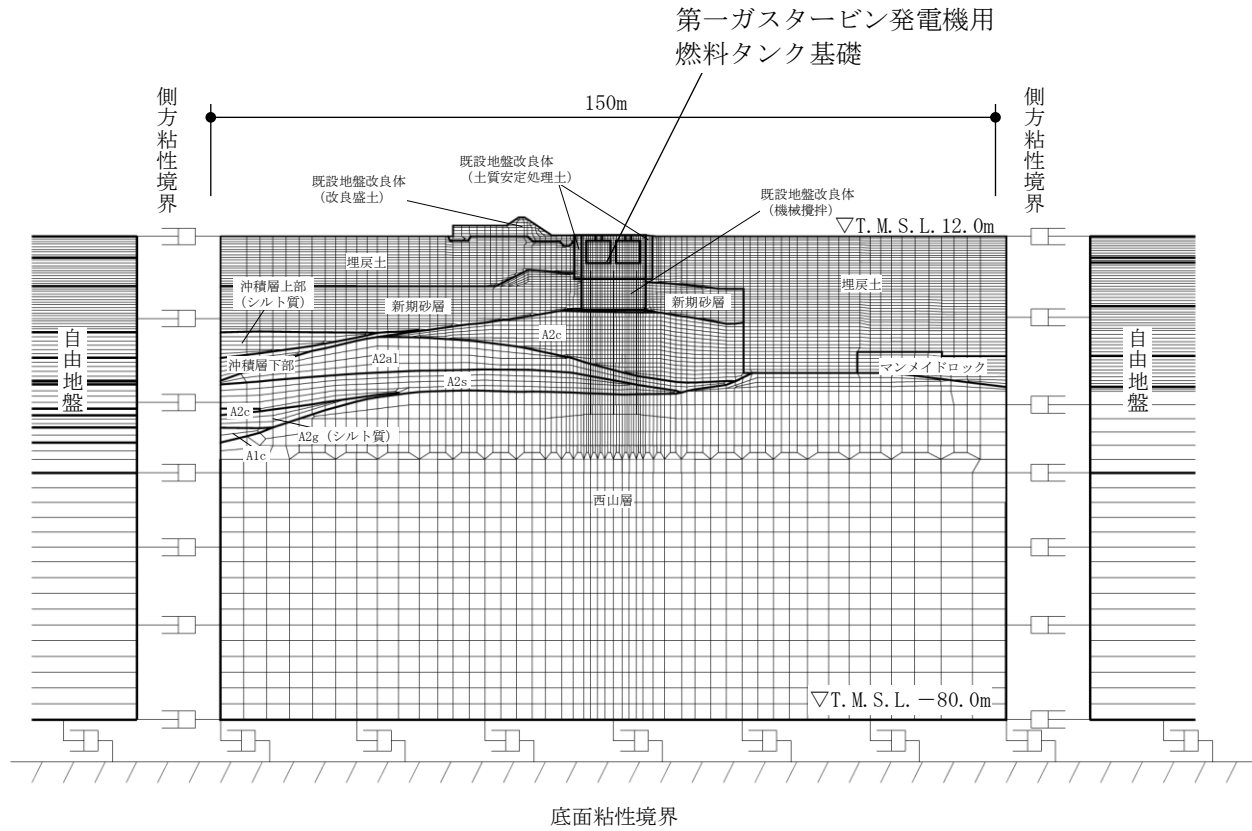 第一ガスタービン発電機用
燃料タンク基礎
側方粘性境界
150m
側方粘性境界
既設地盤改良体
(土質安定処理土)
既設地盤改良体
(改良盛土)
既設地盤改良体
(機械攪拌)
▽T.M.S.L.12.0m
埋戻土
沖積層上部
(シルト質)
新期砂層
新期砂層
埋戻土
自由地盤
A2c
沖積層下部
A2al
マンメイドロック
自由地盤
A2s
A2c
A2g(シルト質)
A1c
西山層
▽T.M.S.L.-80.0m
底面粘性境界